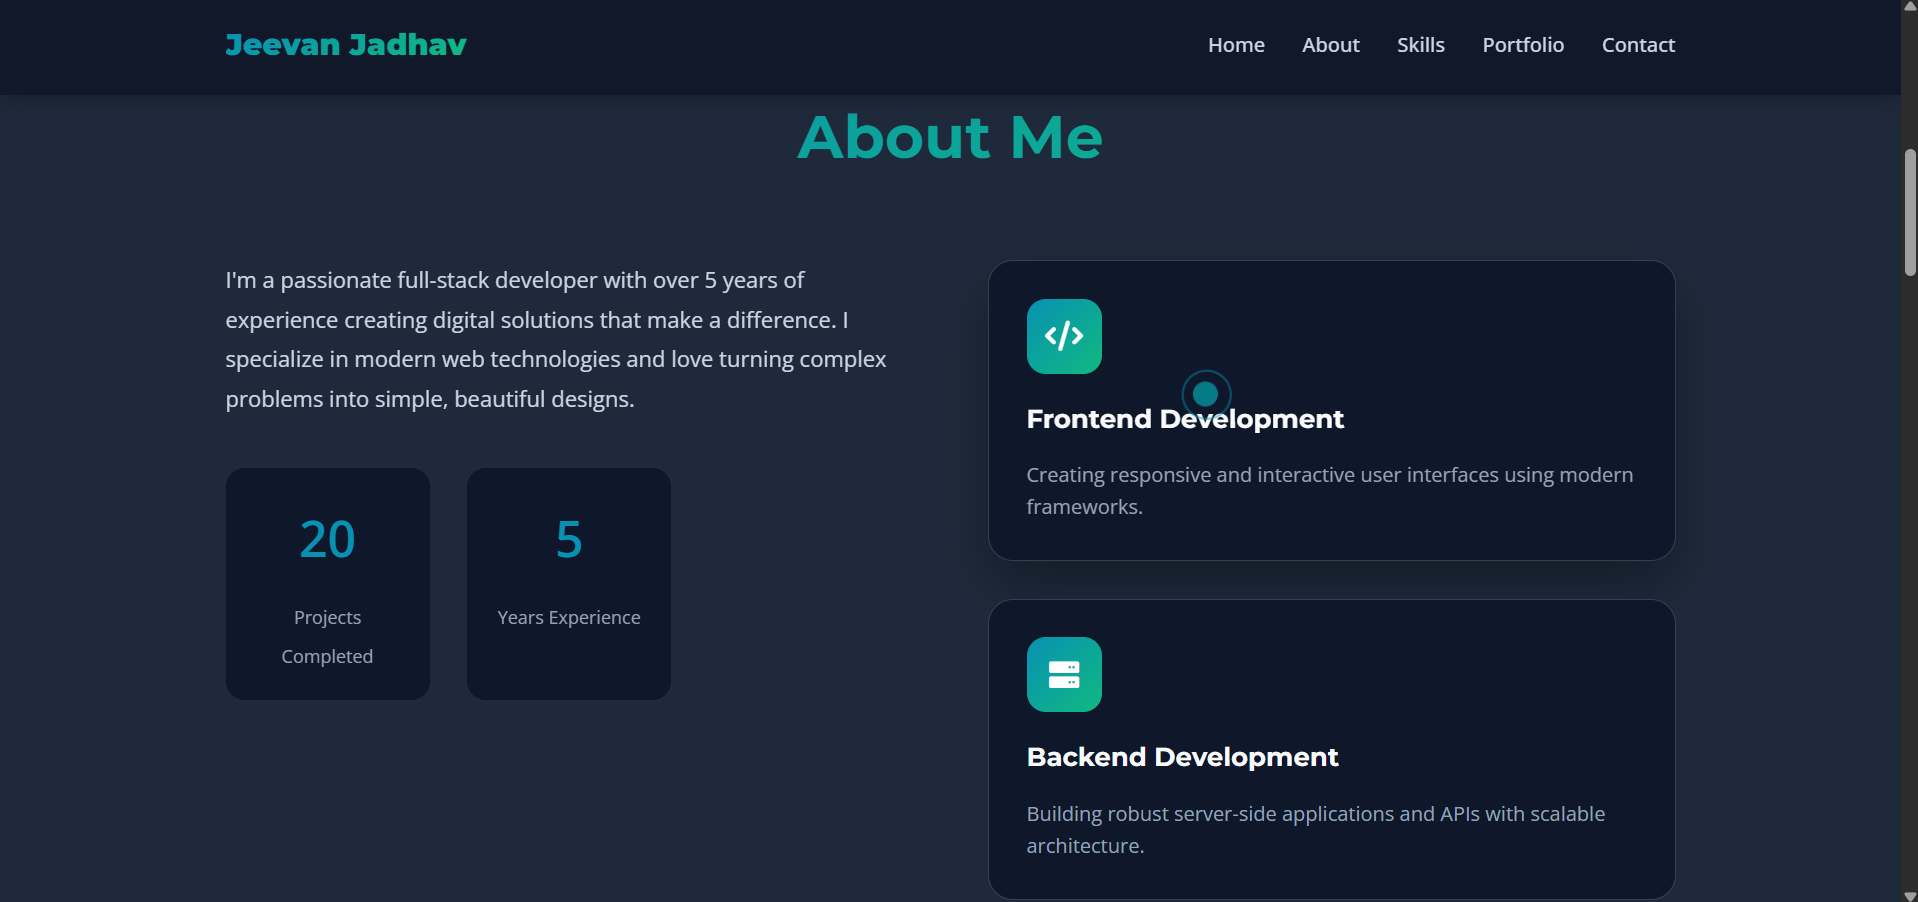 Jeevan Jadhav
Home
About
Skills
Portfolio
Contact
About Me
I'm a passionate full-stack developer with over 5 years of
experience creating digital solutions that make a difference. I
specialize in modern web technologies and love turning complex
problems into simple, beautiful designs.
20
Projects
Completed
5
Years Experience
Frontend Development
Creating responsive and interactive user interfaces using modern
frameworks.
Backend Development
Building robust server-side applications and APIs with scalable
architecture.